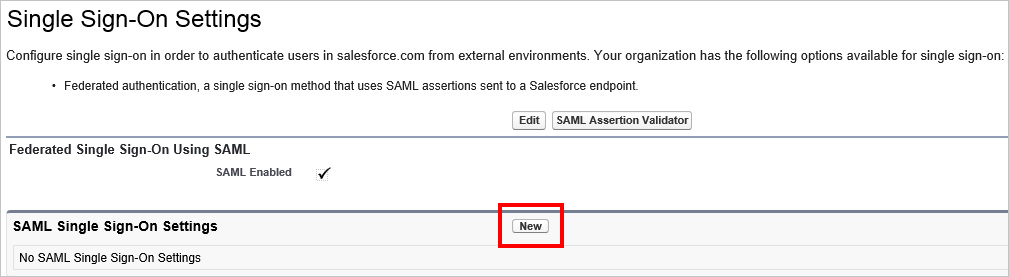 Single Sign-On Settings
Configure single sign-on in order to authenticate users in salesforce.com from external environments. Your organization has the following options available for single sign-on:
• Federated authentication, a single sign-on method that uses SAML assertions sent to a Salesforce endpoint.
Edit SAML Assertion Validator
Federated Single Sign-On Using SAML
SAML Enabled ✓
SAML Single Sign-On Settings New
No SAML Single Sign-On Settings